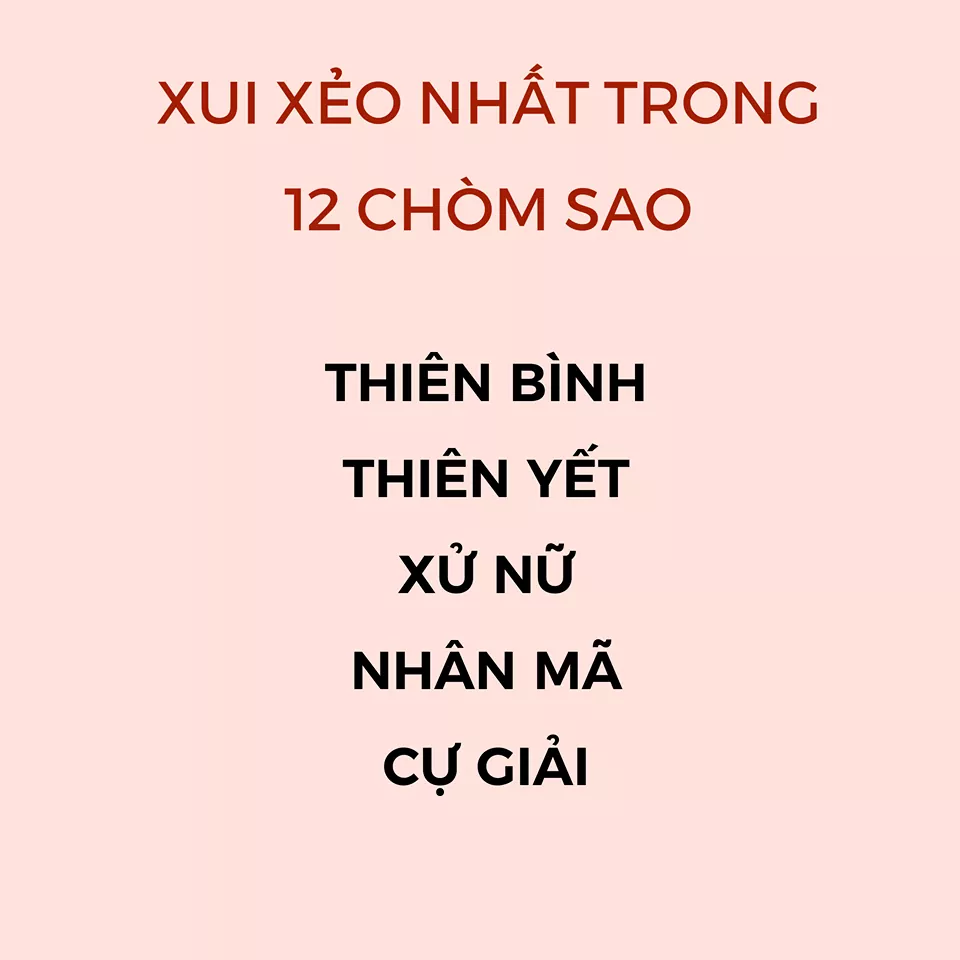 XUI XẺO NHẤT TRONG
12 CHÒM SAO
THIÊN BÌNH
THIÊN YẾT
XỬ NỮ
NHÂN MÃ
CỰ GIẢI